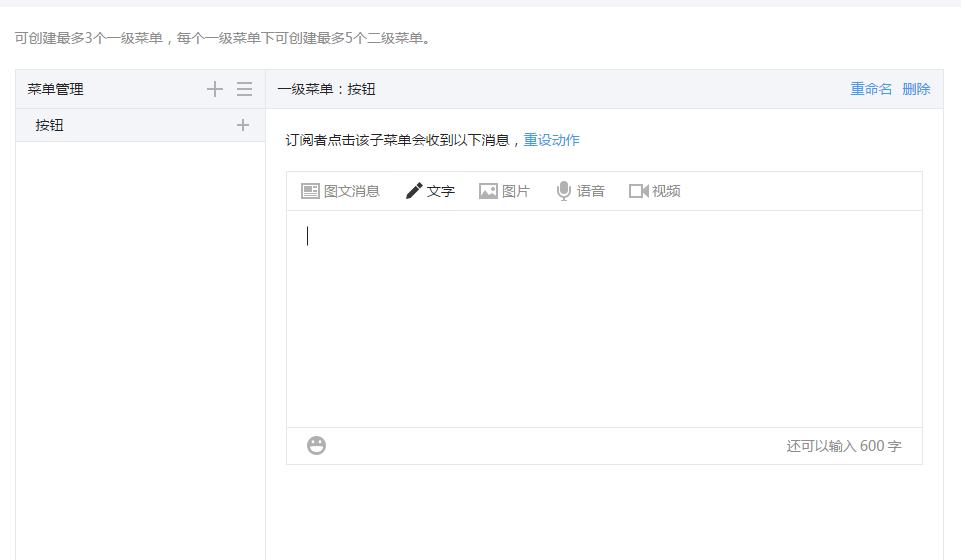 可创建最多3个一级菜单，每个一级菜单下可创建最多5个二级菜单。
菜单管理
一级菜单：按钮 重命名 删除
按钮
订阅者点击该子菜单会收到以下消息，重设动作
图文消息 文字 图片 语音 视频
还可以输入 600 字